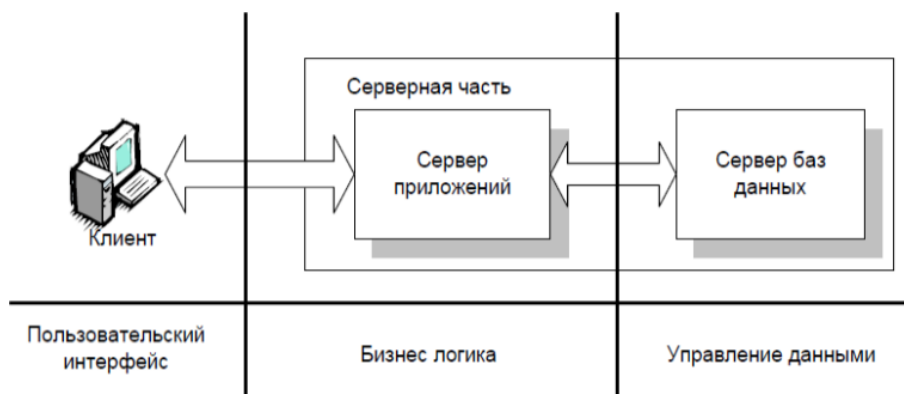 Серверная часть
Сервер
приложений
Сервер баз
данных
Клиент
Пользовательский
интерфейс
Бизнес логика
Управление данными